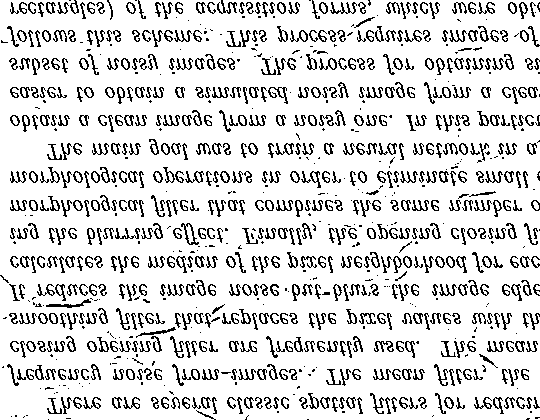 There are several classic spatial filters for reducti
frequency noise from images. The mean filter, the
closing opening filter are frequently used. The mean
smoothing filter that replaces the pixel values with th
It reduces the image noise but blurs the image edge
calculates the median of the pixel neighborhood for eac
ing the blurring effect. Finally, the opening closing fi
morphological filter that combines the same number o
morphological operations in order to eliminate small e
The main goal was to train a neural network in a
obtain a clean image from a noisy one. In this particu
easier to obtain a simulated noisy image from a clea
subset of noisy images. The process for obtaining si
follows this scheme: This process requires images of
rectangles) of the acquisition forms, which were obta